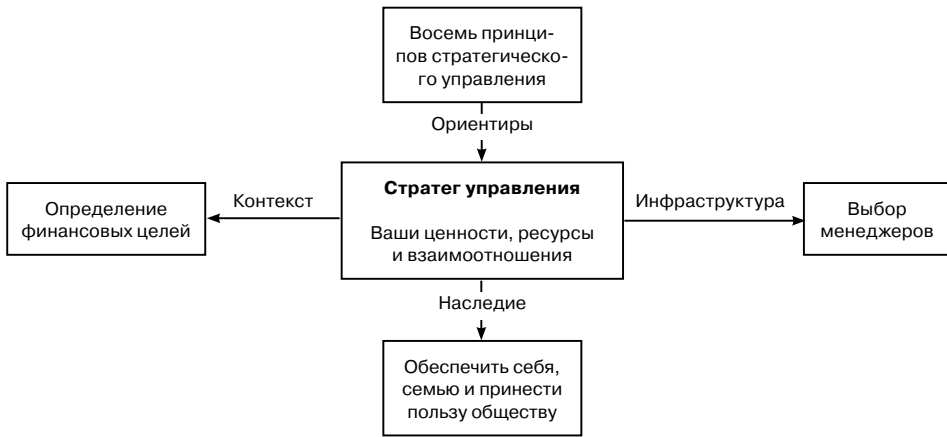 Восемь принци-
пов стратегическо-
го управления
Ориентиры
Стратег управления
Ваши ценности, ресурсы
и взаимоотношения
Контекст
Определение
финансовых целей
Инфраструктура
Выбор
менеджеров
Наследие
Обеспечить себя,
семью и принести
пользу обществу